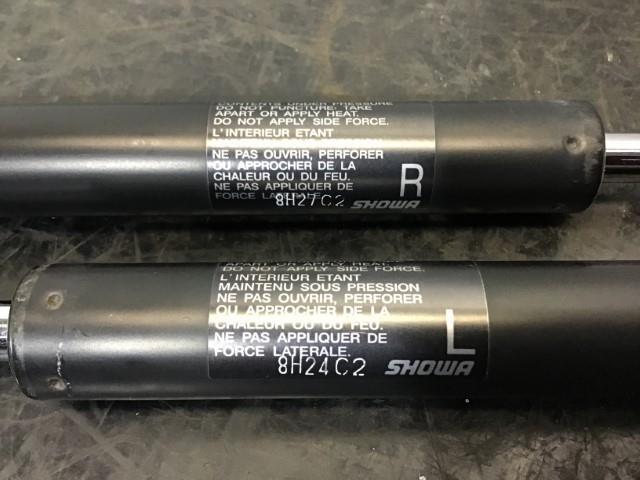 CONTENTS UNDER PRESSURE
DO NOT PUNCTURE. TAKE
APART OR APPLY HEAT.
DO NOT APPLY SIDE FORCE.
L'INTERIEUR ETANT
NE PAS OUVRIR, PERFORER
OU APPROCHER DE LA
CHALEUR OU DU FEU.
NE PAS APPLIQUER DE
FORCE LATERALE.
R
8H27C2 SHOWA
APART OR APPLY HEAT.
DO NOT APPLY SIDE FORCE.
L'INTERIEUR ETANT
MAINTENU SOUS PRESSION
NE PAS OUVRIR, PERFORER
OU APPROCHER DE LA
CHALEUR OU DU FEU.
NE PAS APPLIQUER DE
FORCE LATERALE.
L
8H24C2 SHOWA